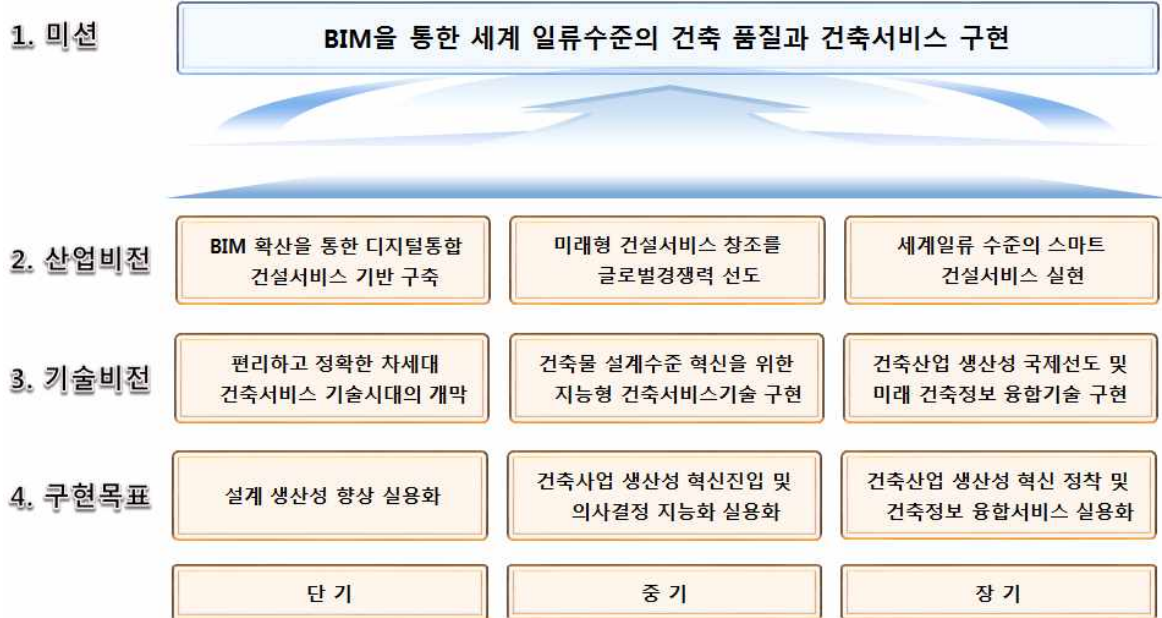 1. 미션
BIM을 통한 세계 일류수준의 건축 품질과 건축서비스 구현
2. 산업비전
BIM 확산을 통한 디지털통합
건설서비스 기반 구축
미래형 건설서비스 창조를
글로벌경쟁력 선도
세계일류 수준의 스마트
건설서비스 실현
3. 기술비전
편리하고 정확한 차세대
건축서비스 기술시대의 개막
건축물 설계수준 혁신을 위한
지능형 건축서비스기술 구현
건축산업 생산성 국제선도 및
미래 건축정보 융합기술 구현
4. 구현목표
설계 생산성 향상 실용화
건축사업 생산성 혁신진입 및
의사결정 지능화 실용화
건축산업 생산성 혁신 정착 및
건축정보 융합서비스 실용화
단 기
중 기
장 기